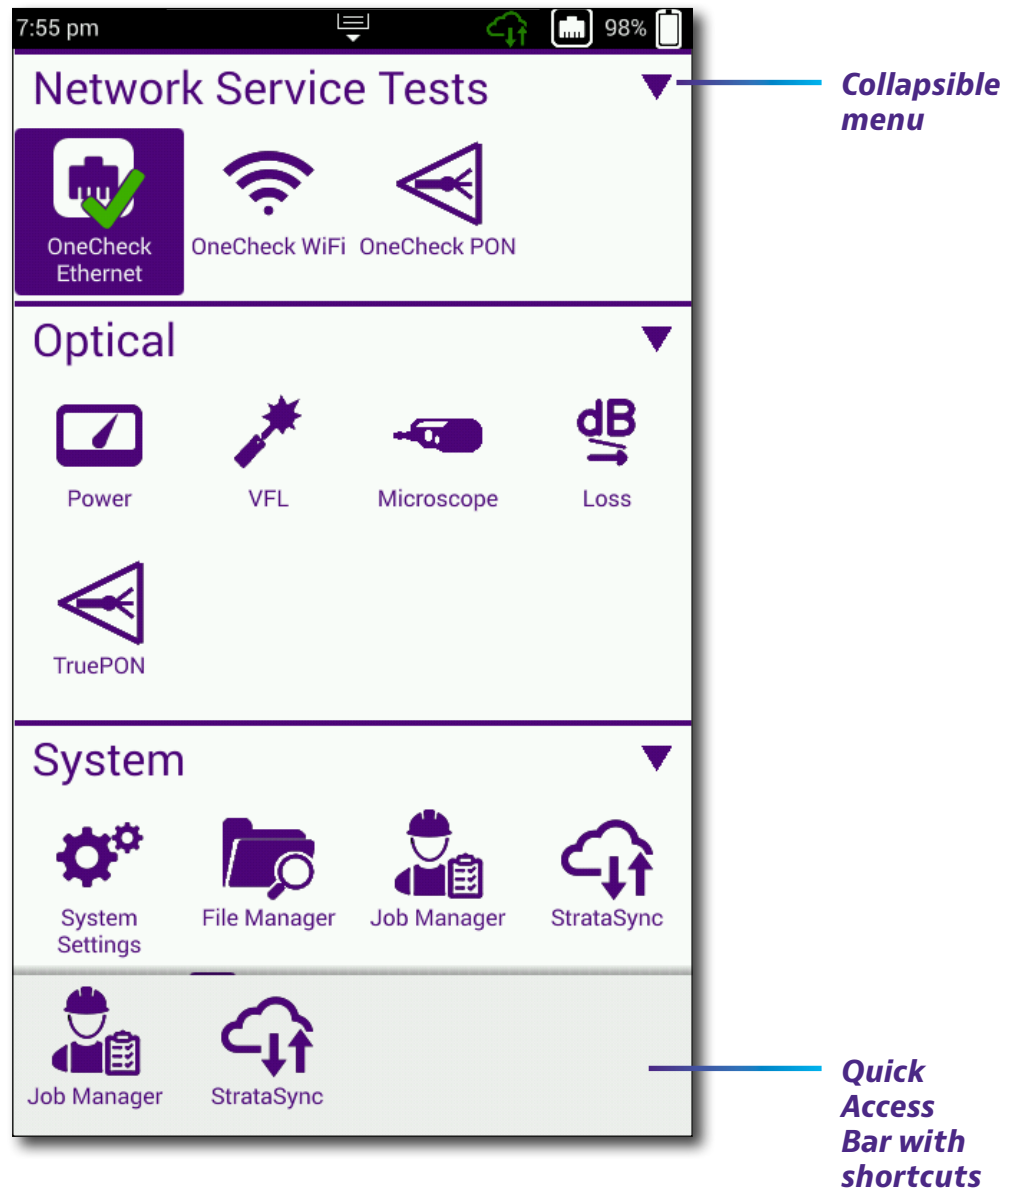 7:55 pm
98%
Network Service Tests
Collapsible
menu
OneCheck
Ethernet
OneCheck WiFi
OneCheck PON
Optical
Power
VFL
dB
Microscope
Loss
TruePON
System
System
Settings
File Manager
Job Manager
StrataSync
Job Manager
StrataSync
Quick
Access
Bar with
shortcuts